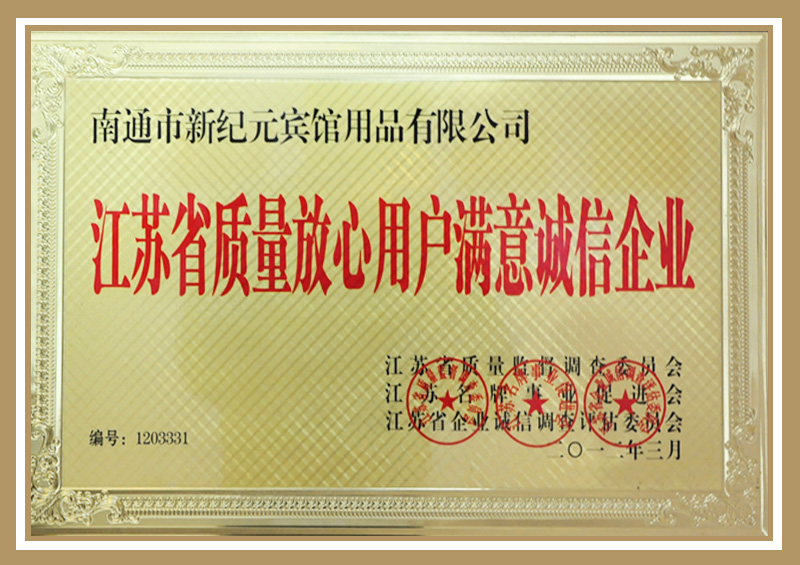 南通市新纪元宾馆用品有限公司
江苏省质量放心用户满意诚信企业
江苏省质量监督调查委员会
江苏名牌事业促进会
江苏省企业诚信调查评估委员会
编号：1203331
二〇一二年三月